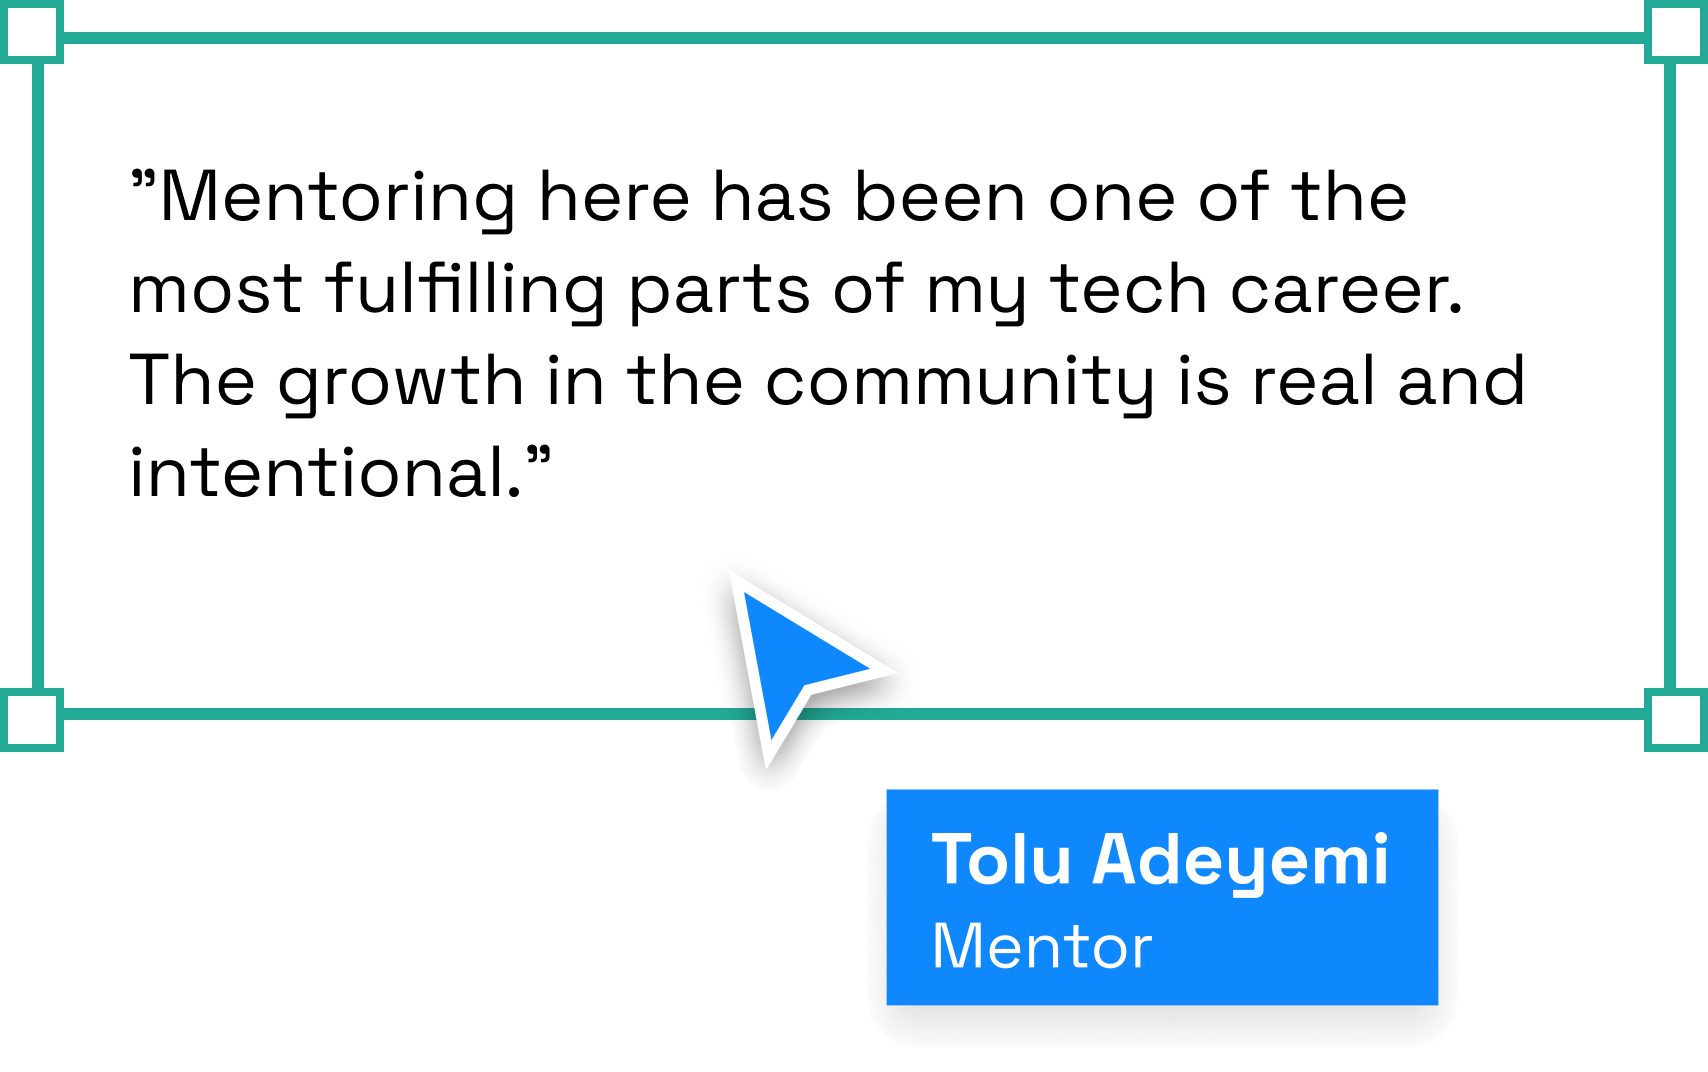 ”Mentoring here has been one of the
most fulfilling parts of my tech career.
The growth in the community is real and
intentional.”
Tolu Adeyemi
Mentor